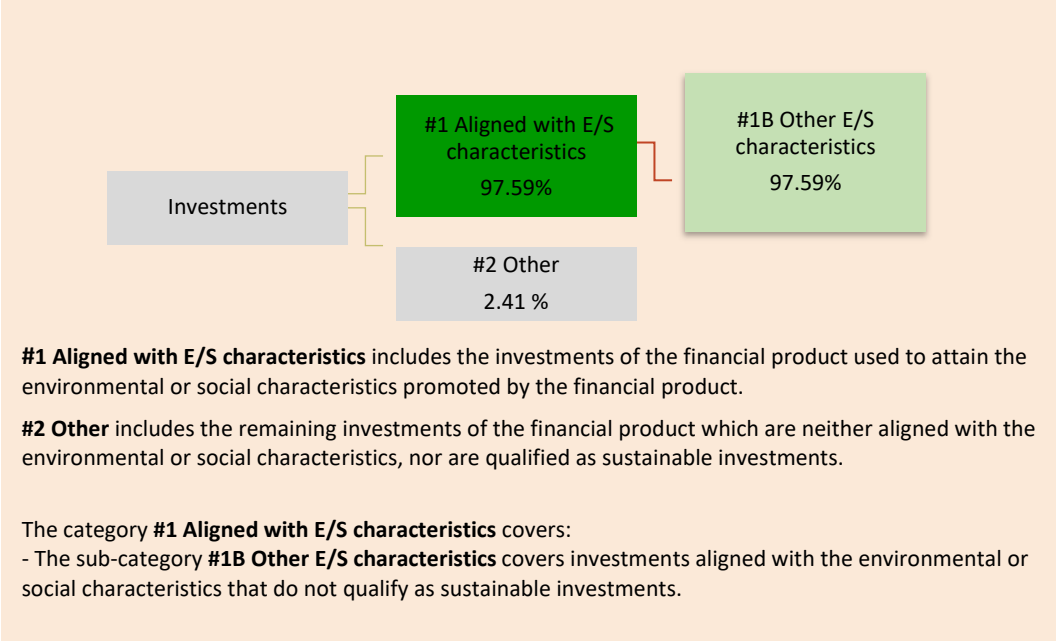 #1 Aligned with E/S
characteristics
97.59%
#1B Other E/S
characteristics
97.59%
Investments
#2 Other
2.41 %
#1 Aligned with E/S characteristics includes the investments of the financial product used to attain the
environmental or social characteristics promoted by the financial product.
#2 Other includes the remaining investments of the financial product which are neither aligned with the
environmental or social characteristics, nor are qualified as sustainable investments.
The category #1 Aligned with E/S characteristics covers:
- The sub-category #1B Other E/S characteristics covers investments aligned with the environmental or
social characteristics that do not qualify as sustainable investments.